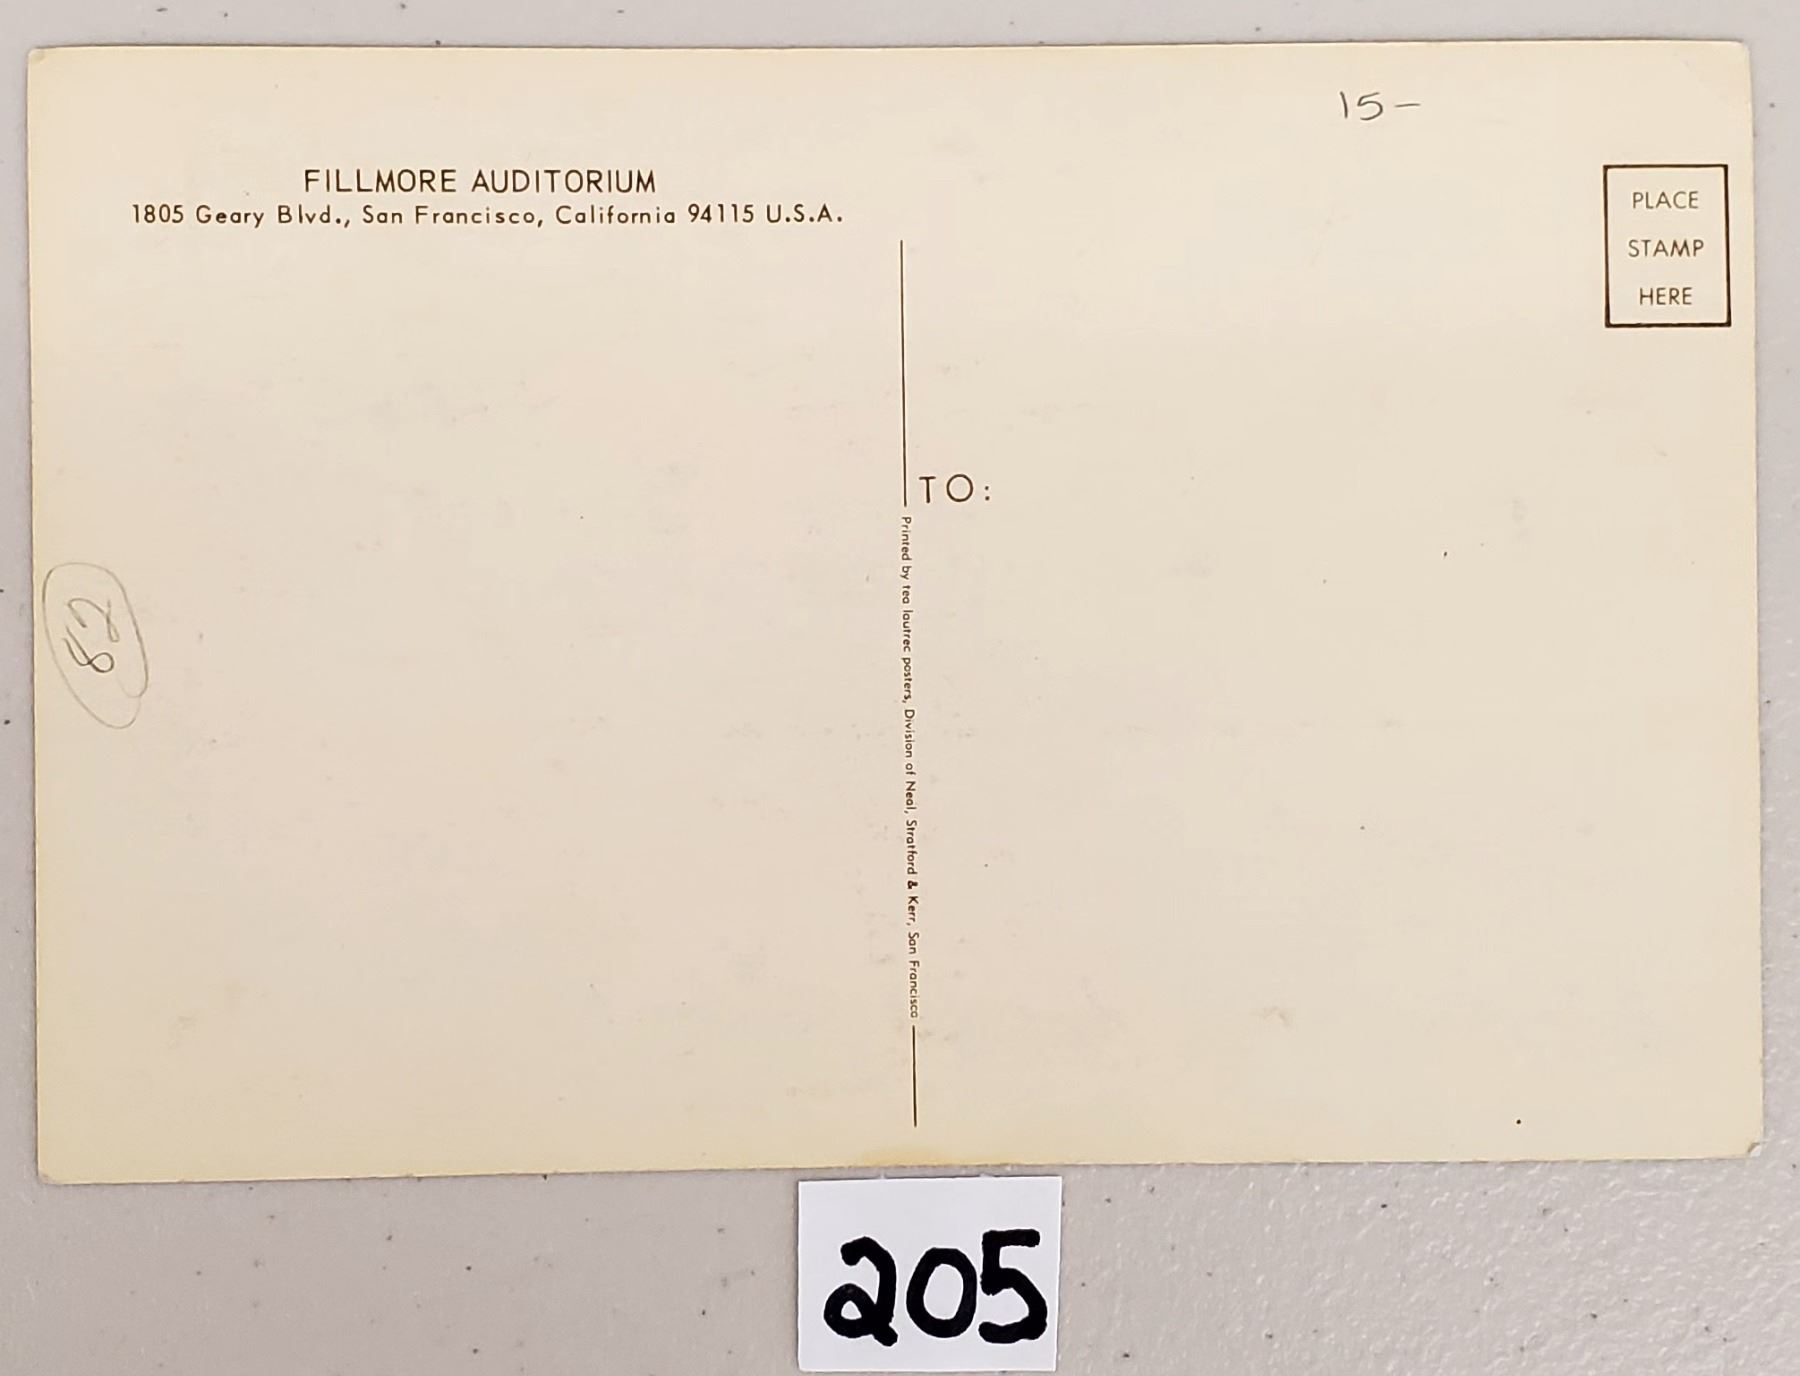 15-
FILLMORE AUDITORIUM
1805 Geary Blvd., San Francisco, California 94115 U.S.A.
PLACE
STAMP
HERE
TO:
Printed by tea lautrec posters, Division of Neal, Stratford & Kerr, San Francisco
82
205